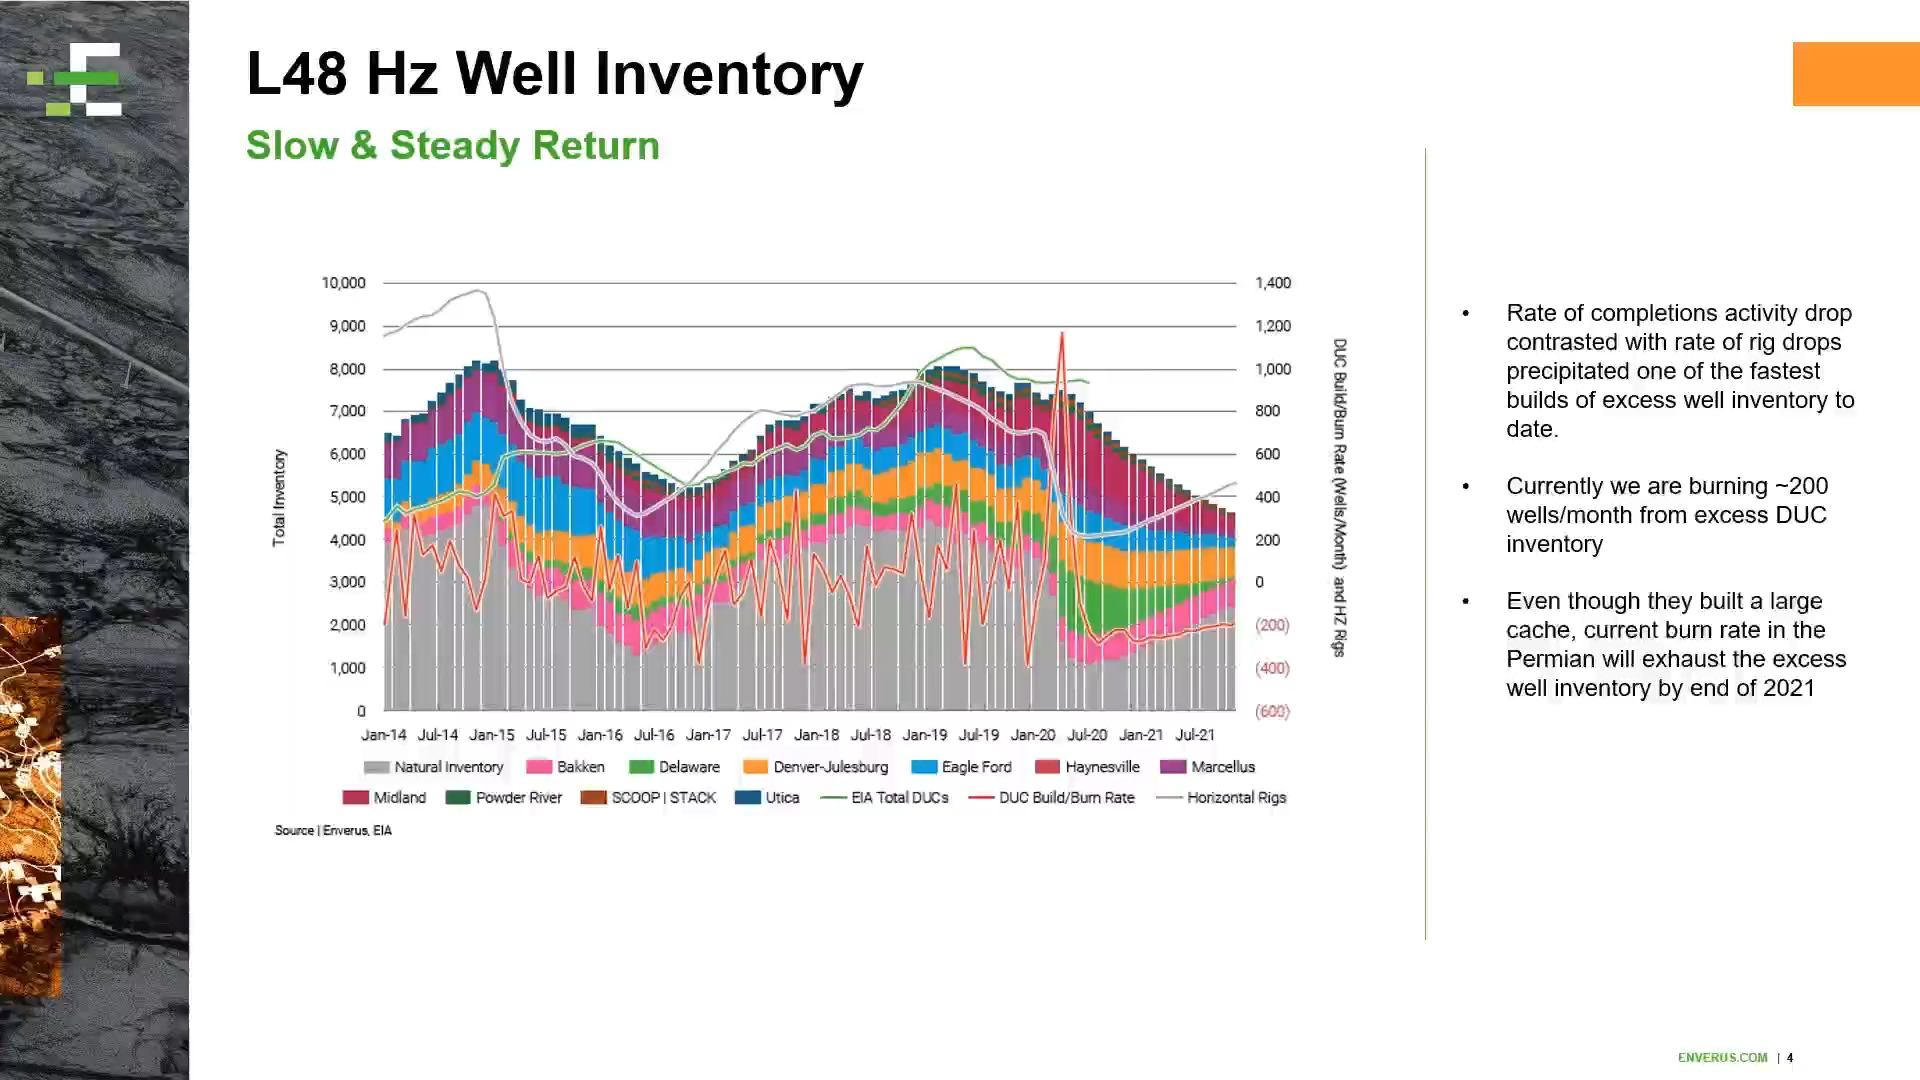 L48 Hz Well Inventory
Slow & Steady Return
10,000
9,000
8,000
7,000
6,000
5,000
4,000
3,000
2,000
1,000
0
Total Inventory
1,400
1,200
1,000
800
600
400
200
0
(200)
(400)
(600)
DUC Build/Burn Rate (Wells/Month) and HZ Rigs
Jan-14 Jul-14 Jan-15 Jul-15 Jan-16 Jul-16 Jan-17 Jul-17 Jan-18 Jul-18 Jan-19 Jul-19 Jan-20 Jul-20 Jan-21 Jul-21
Natural Inventory Bakken Delaware Denver-Julesburg Eagle Ford Haynesville Marcellus
Midland Powder River SCOOP | STACK Utica EIA Total DUCs DUC Build/Burn Rate Horizontal Rigs
Source | Enverus, EIA
• Rate of completions activity drop
contrasted with rate of rig drops
precipitated one of the fastest
builds of excess well inventory to
date.
• Currently we are burning ~200
wells/month from excess DUC
inventory
• Even though they built a large
cache, current burn rate in the
Permian will exhaust the excess
well inventory by end of 2021
ENVERUS.COM | 4